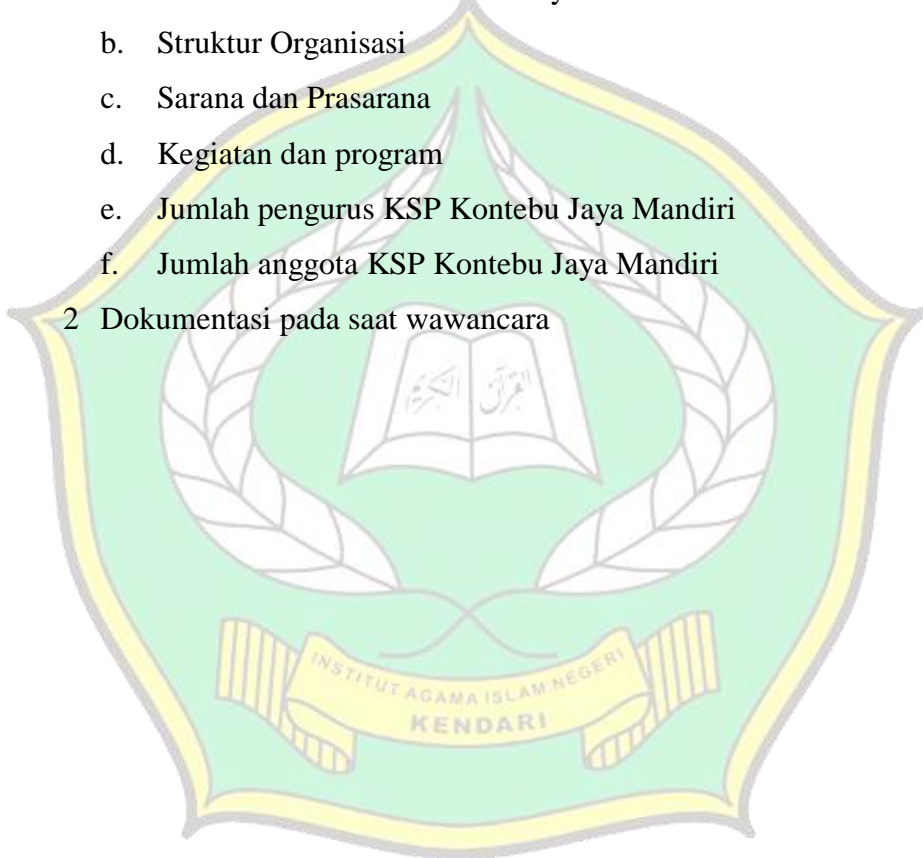 b. Struktur Organisasi
c. Sarana dan Prasarana
d. Kegiatan dan program
e. Jumlah pengurus KSP Kontebu Jaya Mandiri
f. Jumlah anggota KSP Kontebu Jaya Mandiri
2 Dokumentasi pada saat wawancara
القرآن الكريم
INSTITUT AGAMA ISLAM NEGERI
KENDARI